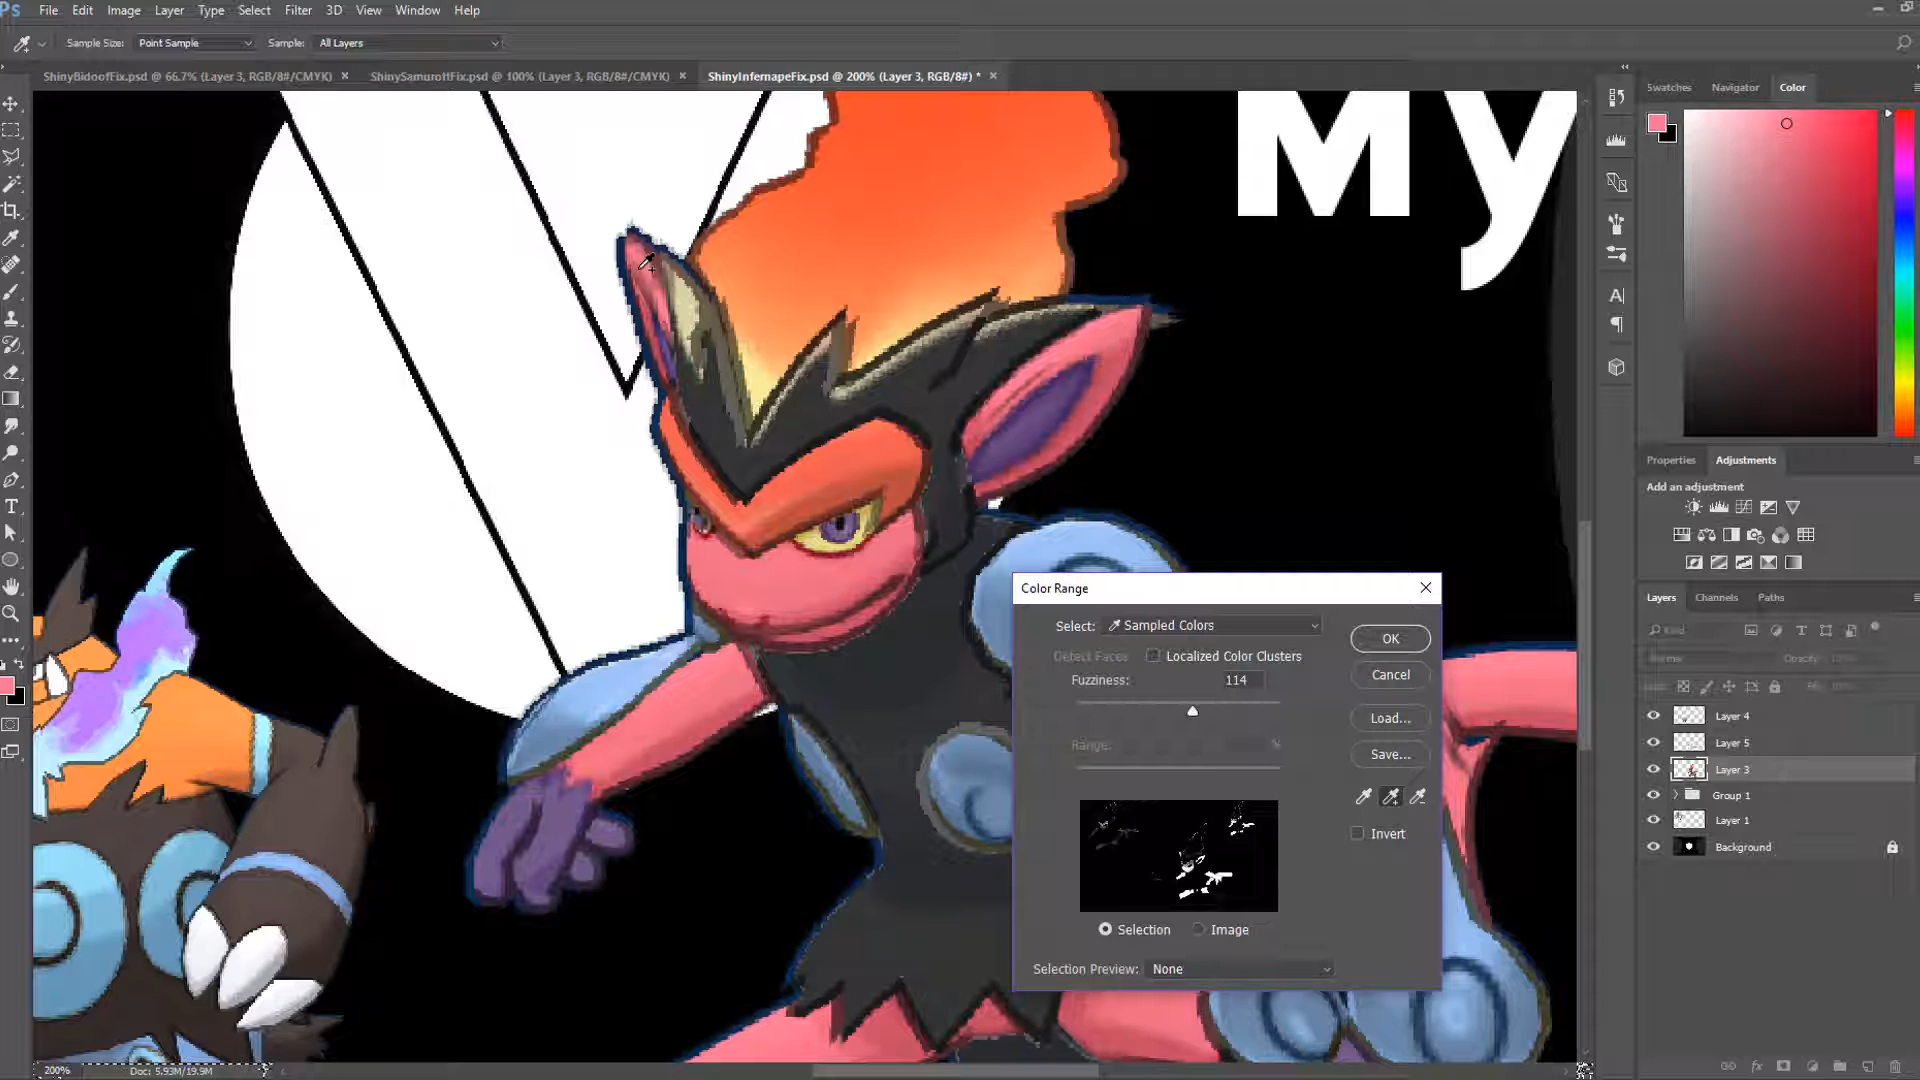 Ps File Edit Image Layer Type Select Filter 3D View Window Help
Sample Size: Point Sample Sample: All Layers
ShinyBidoofFix.psd @ 66.7% (Layer 3, RGB/8#/CMYK) × ShinySamurottFix.psd @ 100% (Layer 3, RGB/8#/CMYK) × ShinyInfernapeFix.psd @ 200% (Layer 3, RGB/8#) * ×
Swatches Navigator Color
My
Properties Adjustments
Add an adjustment
Color Range
Select: Sampled Colors
OK
Detect Faces Localized Color Clusters
Fuzziness: 114
Cancel
Load...
Range: %
Save...
Invert
Selection Image
Selection Preview: None
Layers Channels Paths
Kind
Normal Opacity:
Layer 4
Layer 5
Layer 3
Group 1
Layer 1
Background
200% Doc: 5.93M/19.9M